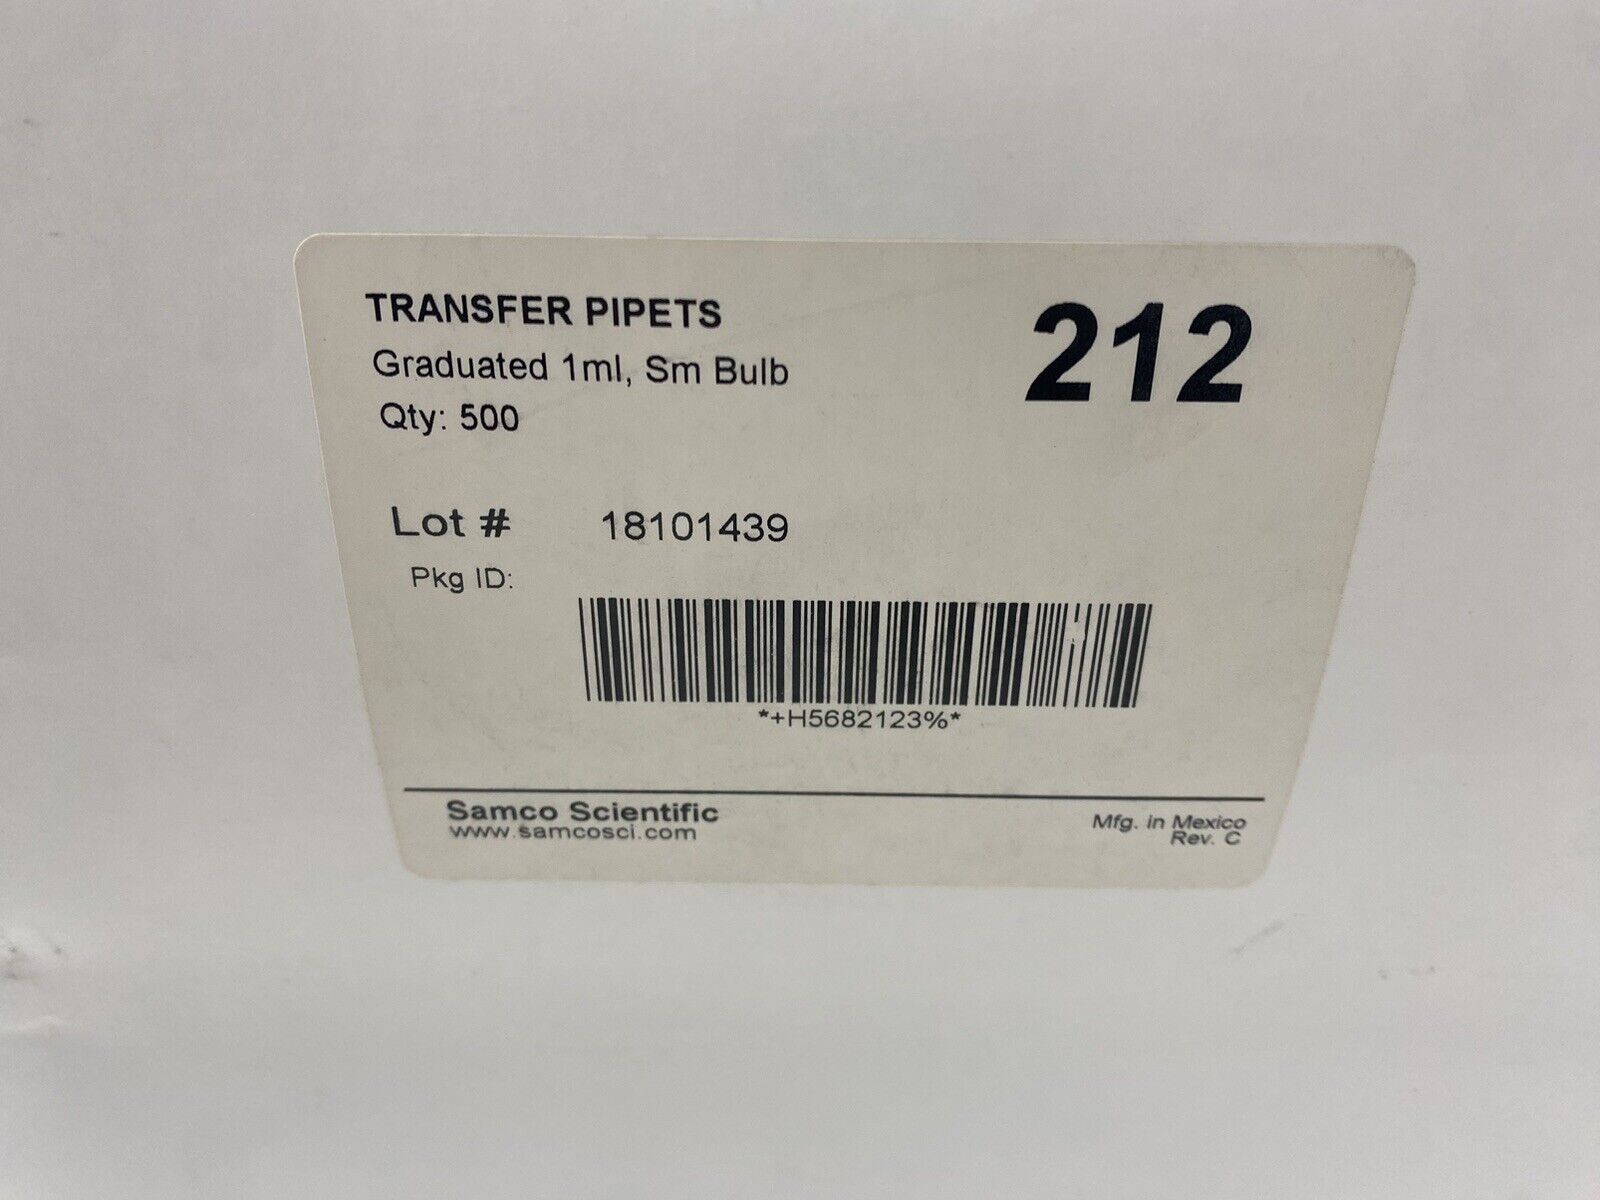 TRANSFER PIPETS
212
Graduated 1ml, Sm Bulb
Qty: 500
Lot # 18101439
Pkg ID:
*+H5682123%*
Samco Scientific
www.samcosci.com
Mfg. in Mexico
Rev. C